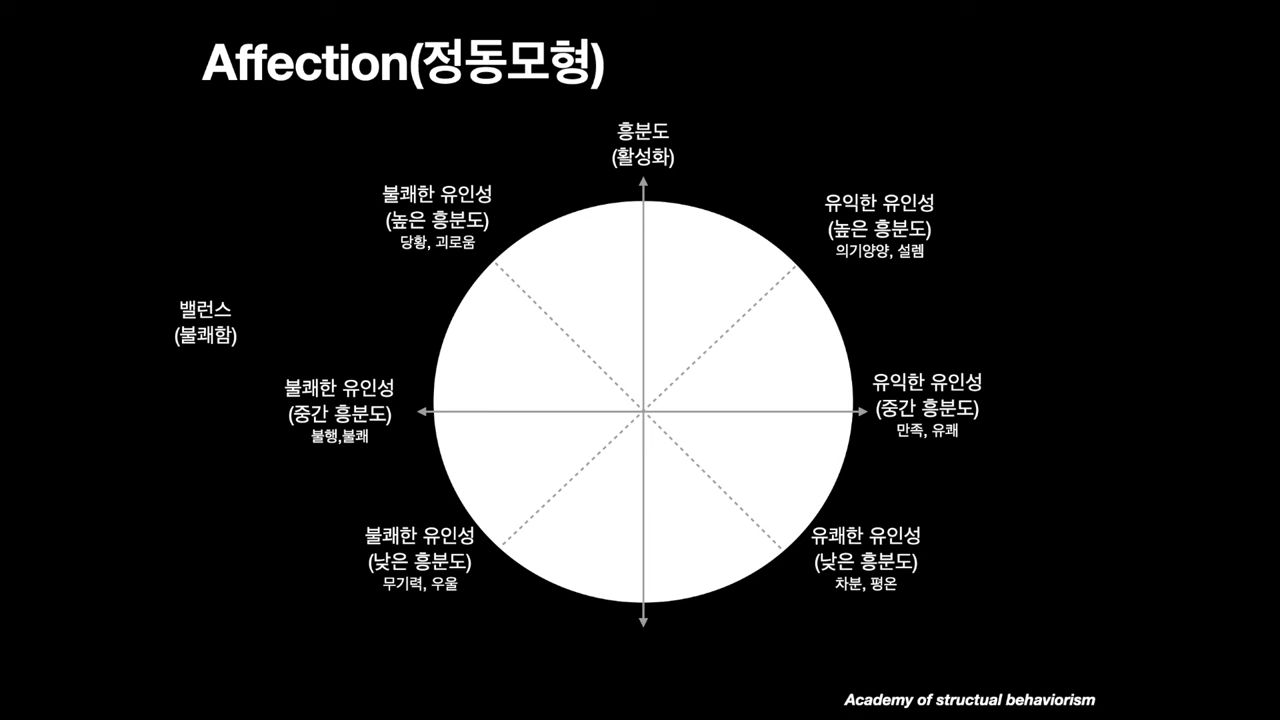 Affection(정동모형)
흥분도
(활성화)
불쾌한 유인성
(높은 흥분도)
당황, 괴로움
유익한 유인성
(높은 흥분도)
의기양양, 설렘
밸런스
(불쾌함)
불쾌한 유인성
(중간 흥분도)
불행,불쾌
유익한 유인성
(중간 흥분도)
만족, 유쾌
불쾌한 유인성
(낮은 흥분도)
무기력, 우울
유쾌한 유인성
(낮은 흥분도)
차분, 평온
Academy of structual behaviorism